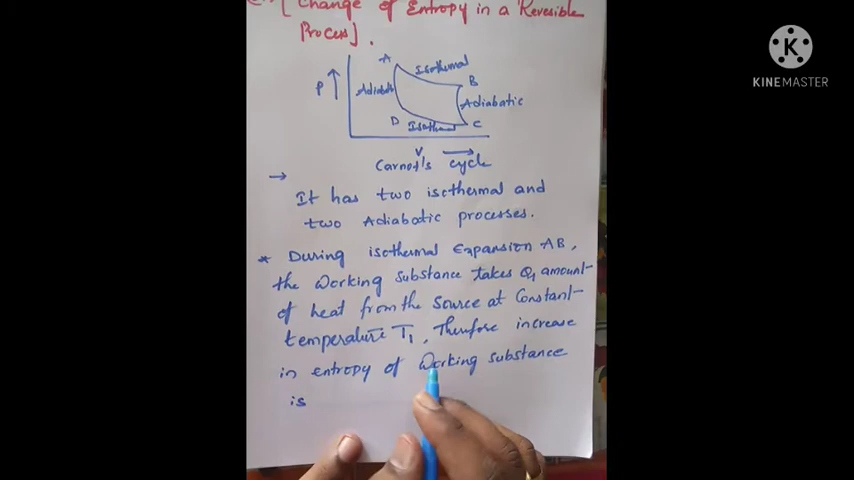 [ Change of Entropy in a Revesible
Process].
A
Isothermal
P
Adiabati
B
Adiabatic
D
Isothermal
C
V
Carnot's cycle
It has two isothermal and
two Adiabatic processes.
* During isothermal Expansion AB,
the Working Substance takes Q1 amount-
of heat from the Source at Constant-
temperature T1, Therefore increase
in entropy of Working substance
is
K
KINEMASTER